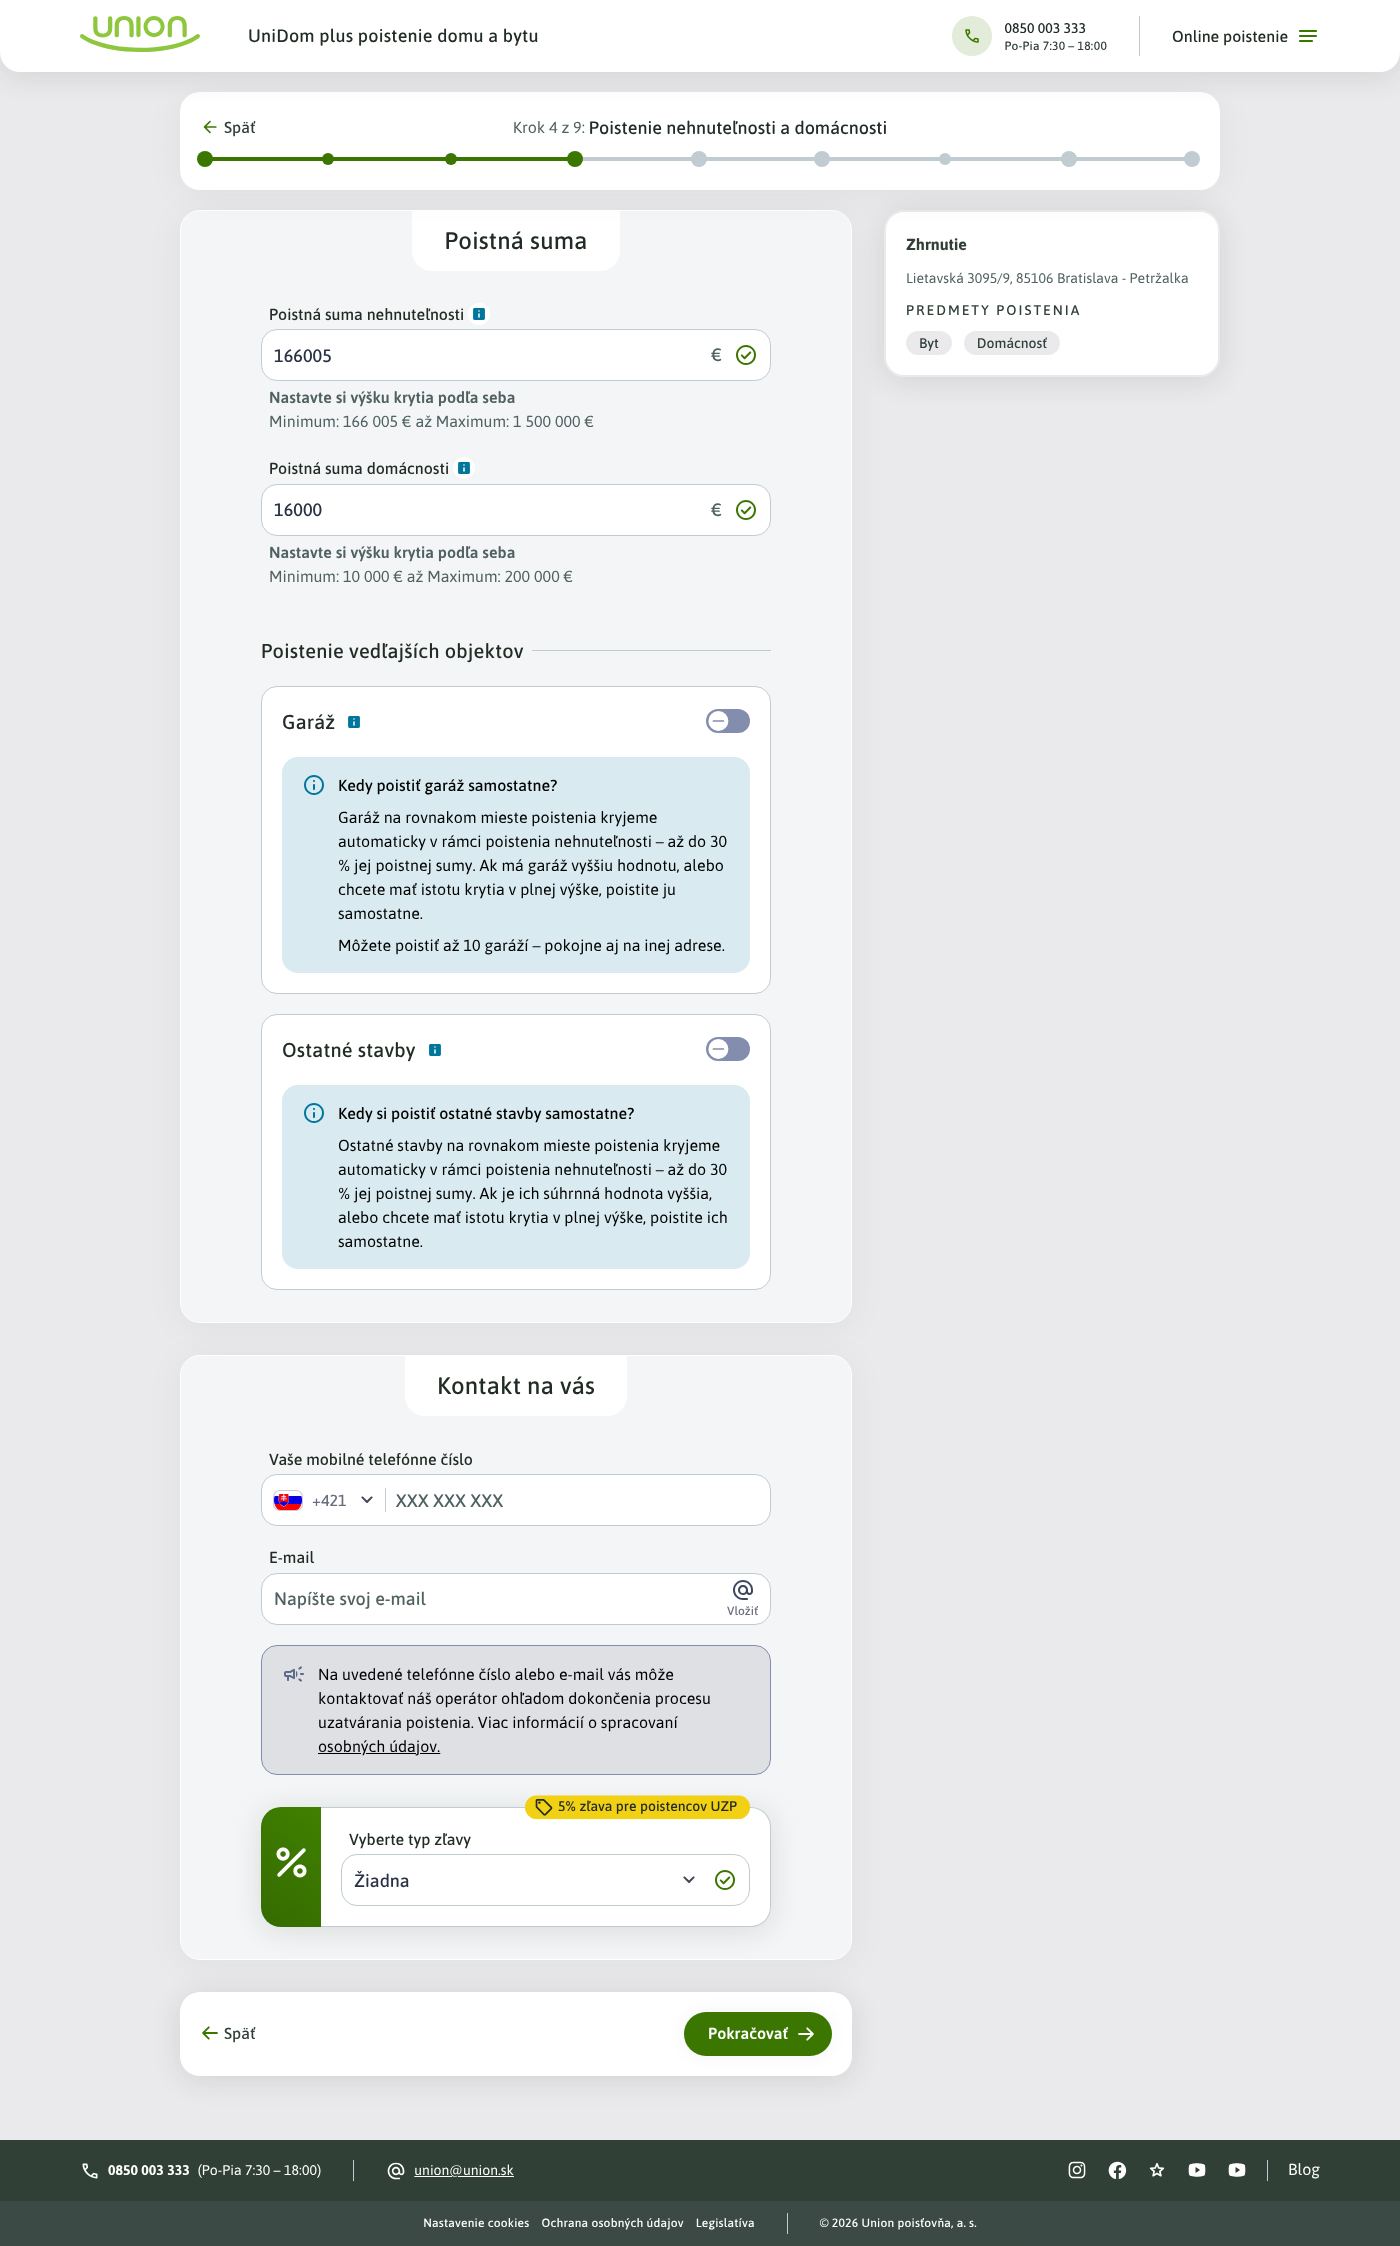 union
UniDom plus poistenie domu a bytu
0850 003 333
Po-Pia 7:30 – 18:00
Online poistenie
Späť
Krok 4 z 9: Poistenie nehnuteľnosti a domácnosti
Poistná suma
Poistná suma nehnuteľnosti
166005 €
Nastavte si výšku krytia podľa seba
Minimum: 166 005 € až Maximum: 1 500 000 €
Poistná suma domácnosti
16000 €
Nastavte si výšku krytia podľa seba
Minimum: 10 000 € až Maximum: 200 000 €
Poistenie vedľajších objektov
Garáž
Kedy poistiť garáž samostatne?
Garáž na rovnakom mieste poistenia kryjeme
automaticky v rámci poistenia nehnuteľnosti – až do 30
% jej poistnej sumy. Ak má garáž vyššiu hodnotu, alebo
chcete mať istotu krytia v plnej výške, poistite ju
samostatne.
Môžete poistiť až 10 garáží – pokojne aj na inej adrese.
Ostatné stavby
Kedy si poistiť ostatné stavby samostatne?
Ostatné stavby na rovnakom mieste poistenia kryjeme
automaticky v rámci poistenia nehnuteľnosti – až do 30
% jej poistnej sumy. Ak je ich súhrnná hodnota vyššia,
alebo chcete mať istotu krytia v plnej výške, poistite ich
samostatne.
Zhrnutie
Lietavská 3095/9, 85106 Bratislava - Petržalka
PREDMETY POISTENIA
Byt Domácnosť
Kontakt na vás
Vaše mobilné telefónne číslo
+421 XXX XXX XXX
E-mail
Napíšte svoj e-mail
Vložiť
Na uvedené telefónne číslo alebo e-mail vás môže
kontaktovať náš operátor ohľadom dokončenia procesu
uzatvárania poistenia. Viac informácií o spracovaní
osobných údajov.
5% zľava pre poistencov UZP
Vyberte typ zľavy
Žiadna
Späť
Pokračovať
0850 003 333 (Po-Pia 7:30 – 18:00)
union@union.sk
Blog
Nastavenie cookies Ochrana osobných údajov Legislatíva
© 2026 Union poisťovňa, a. s.